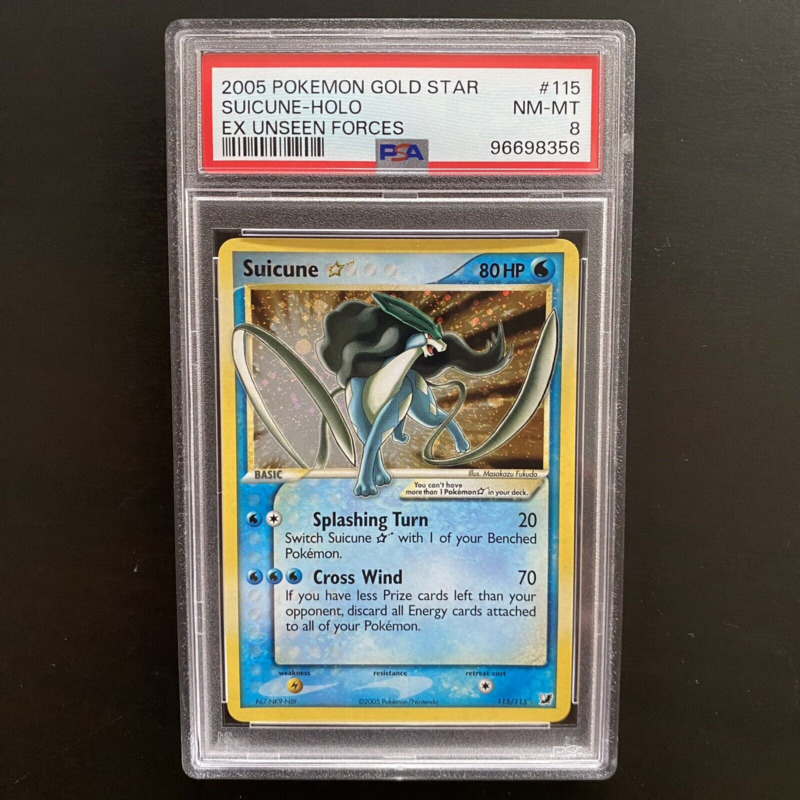 2005 POKEMON GOLD STAR #115
SUICUNE-HOLO NM-MT
EX UNSEEN FORCES 8
PSA 96698356
Suicune ☆ 80 HP
BASIC Illus. Masakazu Fukuda
You can't have
more than 1 Pokémon☆ in your deck.
Splashing Turn 20
Switch Suicune ☆ with 1 of your Benched
Pokémon.
Cross Wind 70
If you have less Prize cards left than your
opponent, discard all Energy cards attached
to all of your Pokémon.
weakness resistance retreat cost
©2005 Pokémon/Nintendo 115/115
PSA